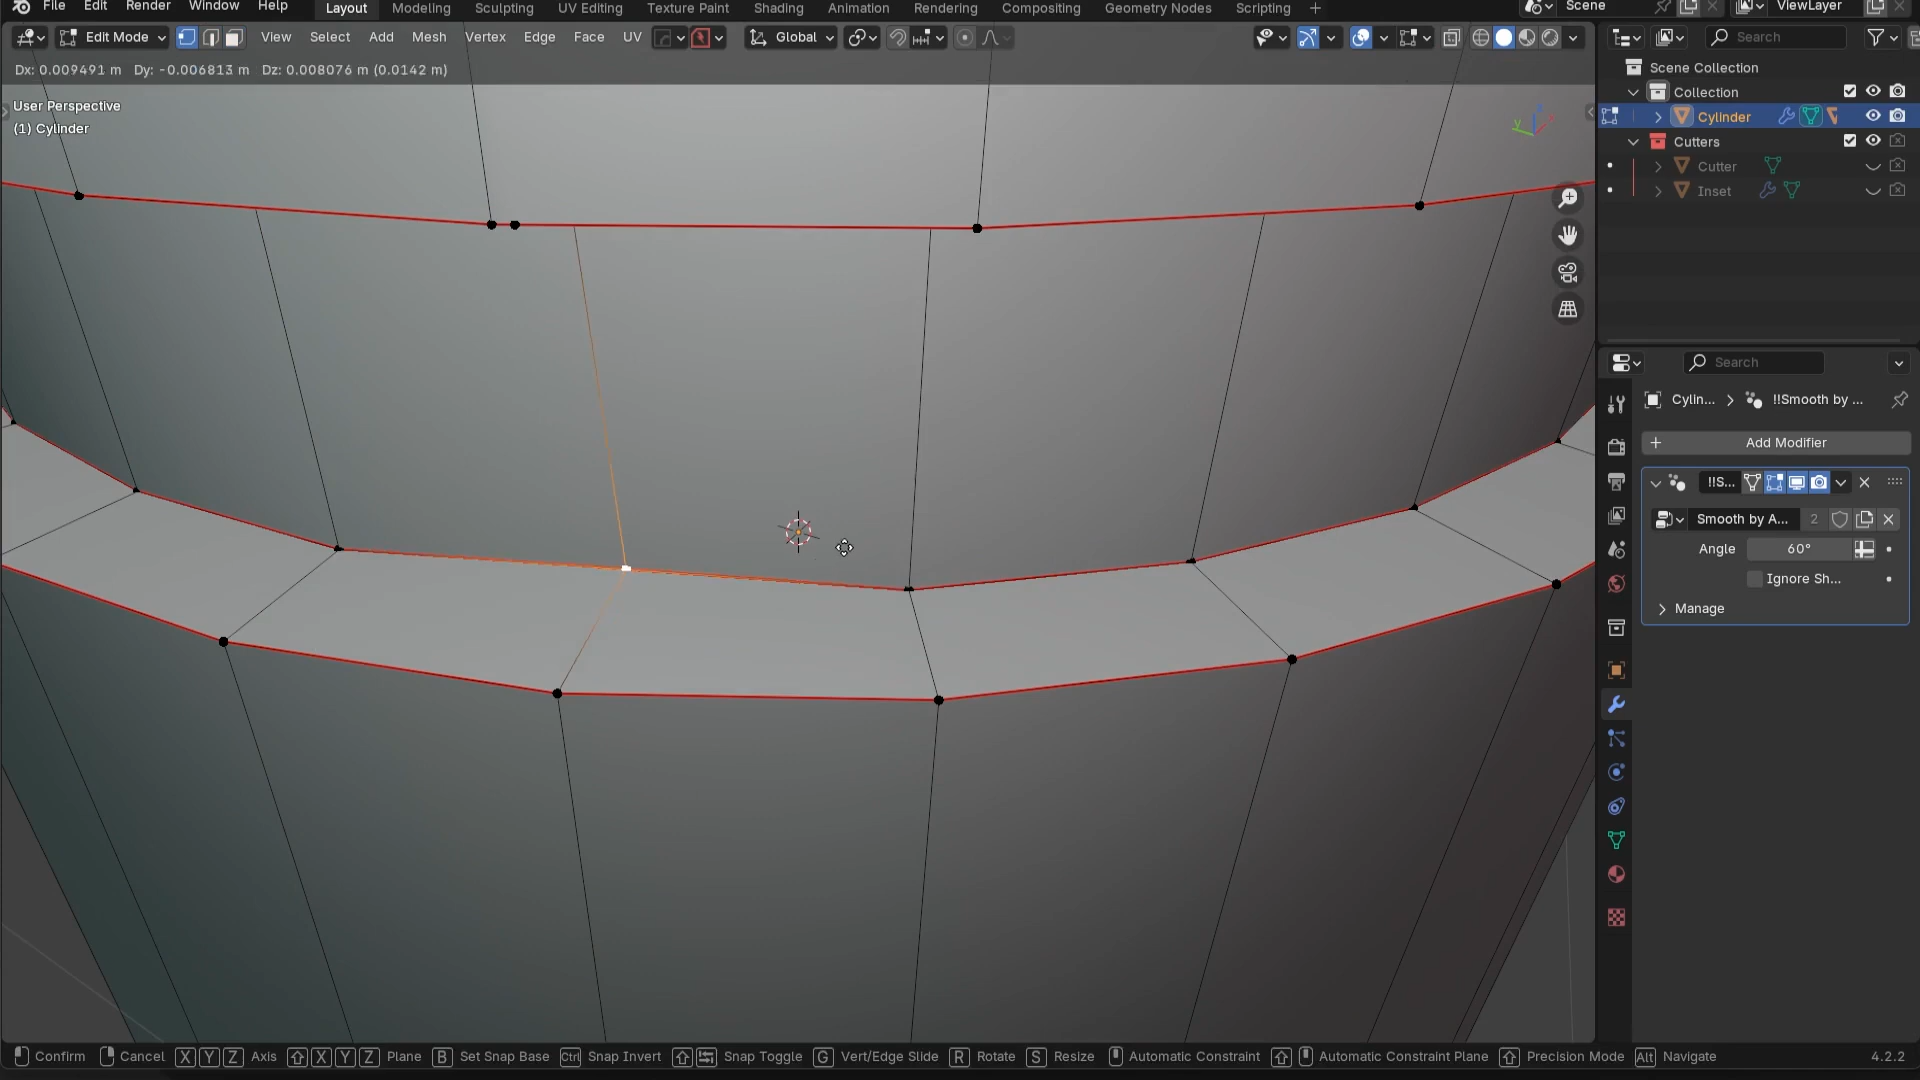 File Edit Render Window Help Layout Modeling Sculpting UV Editing Texture Paint Shading Animation Rendering Compositing Geometry Nodes Scripting + Scene ViewLayer
Edit Mode View Select Add Mesh Vertex Edge Face UV Global Search
Dx: 0.009491 m Dy: -0.006813 m Dz: 0.008076 m (0.0142 m)
User Perspective
(1) Cylinder
Scene Collection
Collection
Cylinder
Cutters
Cutter
Inset
Search
Cylin... > !!Smooth by ...
+ Add Modifier
!!S...
Smooth by A... 2
Angle 60°
Ignore Sh...
Manage
Confirm Cancel X Y Z Axis X Y Z Plane B Set Snap Base Ctrl Snap Invert Snap Toggle G Vert/Edge Slide R Rotate S Resize Automatic Constraint Automatic Constraint Plane Precision Mode Alt Navigate 4.2.2